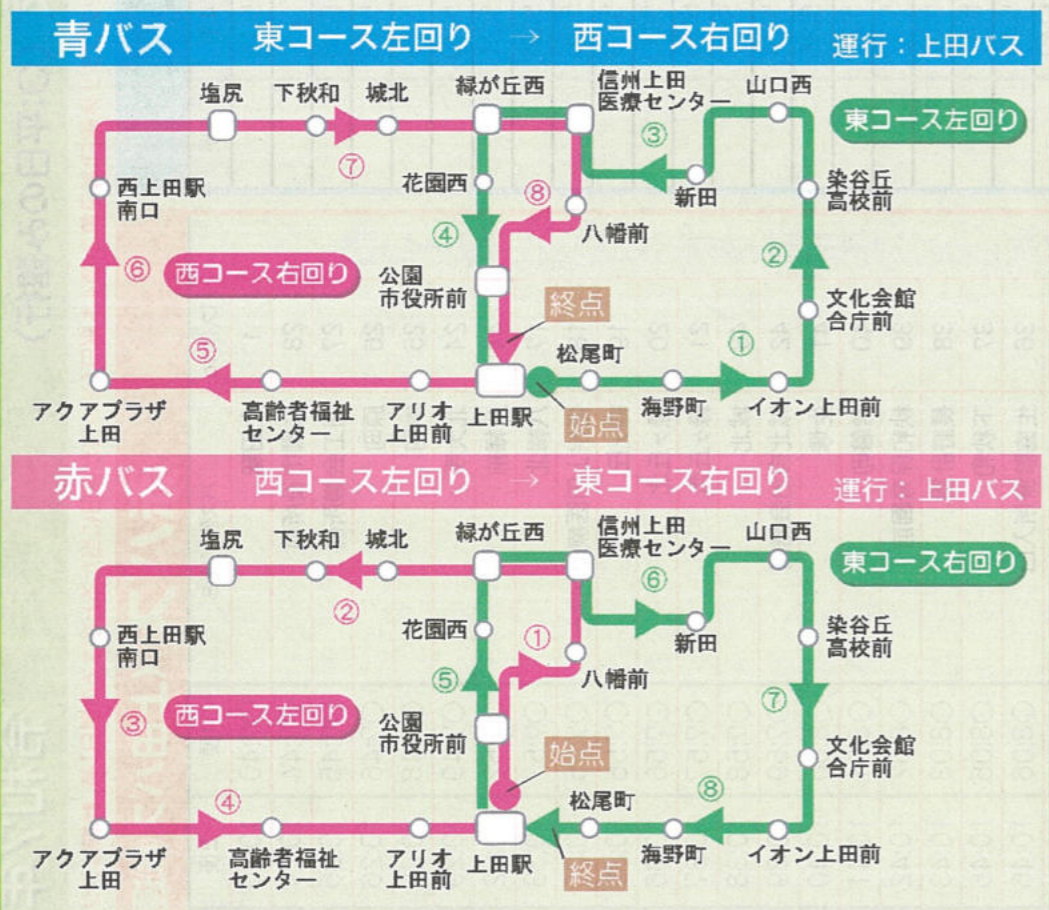 青バス 東コース左回り → 西コース右回り 運行：上田バス
塩尻 下秋和 城北 緑が丘西 信州上田
医療センター 山口西
東コース左回り
③
⑦
西上田駅
南口
花園西
⑧
新田
染谷丘
高校前
④
八幡前
②
⑥
西コース右回り
公園
市役所前
終点
文化会館
合庁前
⑤
松尾町
①
アクアプラザ
上田
高齢者福祉
センター
アリオ
上田前
上田駅
始点
海野町
イオン上田前
赤バス 西コース左回り → 東コース右回り 運行：上田バス
塩尻 下秋和 城北 緑が丘西 信州上田
医療センター 山口西
東コース右回り
⑥
②
西上田駅
南口
花園西
①
新田
染谷丘
高校前
⑤
八幡前
⑦
③
西コース左回り
公園
市役所前
始点
文化会館
合庁前
④
松尾町
⑧
アクアプラザ
上田
高齢者福祉
センター
アリオ
上田前
上田駅
終点
海野町
イオン上田前